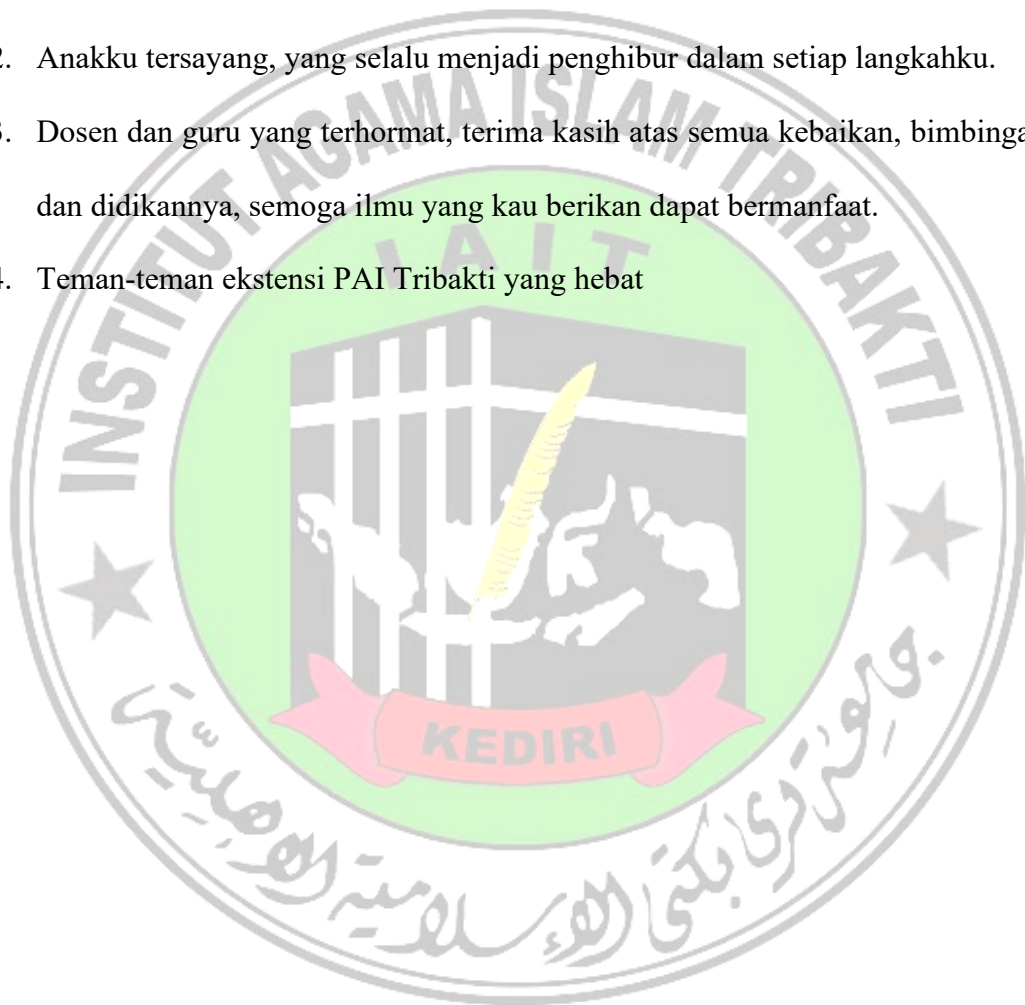 2. Anakku tersayang, yang selalu menjadi penghibur dalam setiap langkahku.
3. Dosen dan guru yang terhormat, terima kasih atas semua kebaikan, bimbinga
dan didikannya, semoga ilmu yang kau berikan dapat bermanfaat.
4. Teman-teman ekstensi PAI Tribakti yang hebat
INSTITUT AGAMA ISLAM TRIBAKTI
IAIT
KEDIRI